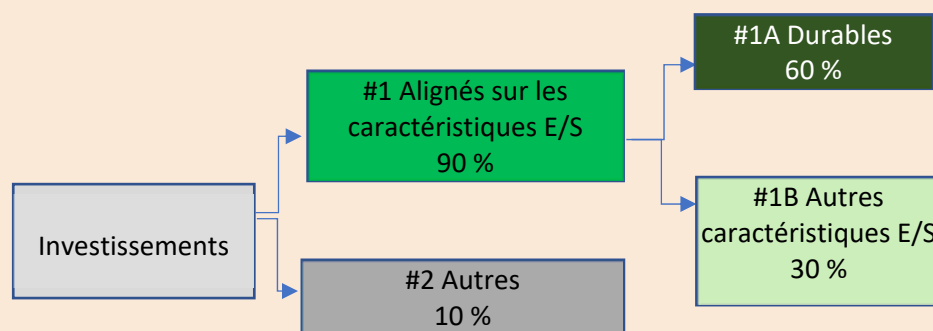 #1A Durables
60 %
#1 Alignés sur les
caractéristiques E/S
90 %
#1B Autres
caractéristiques E/S
30 %
Investissements
#2 Autres
10 %